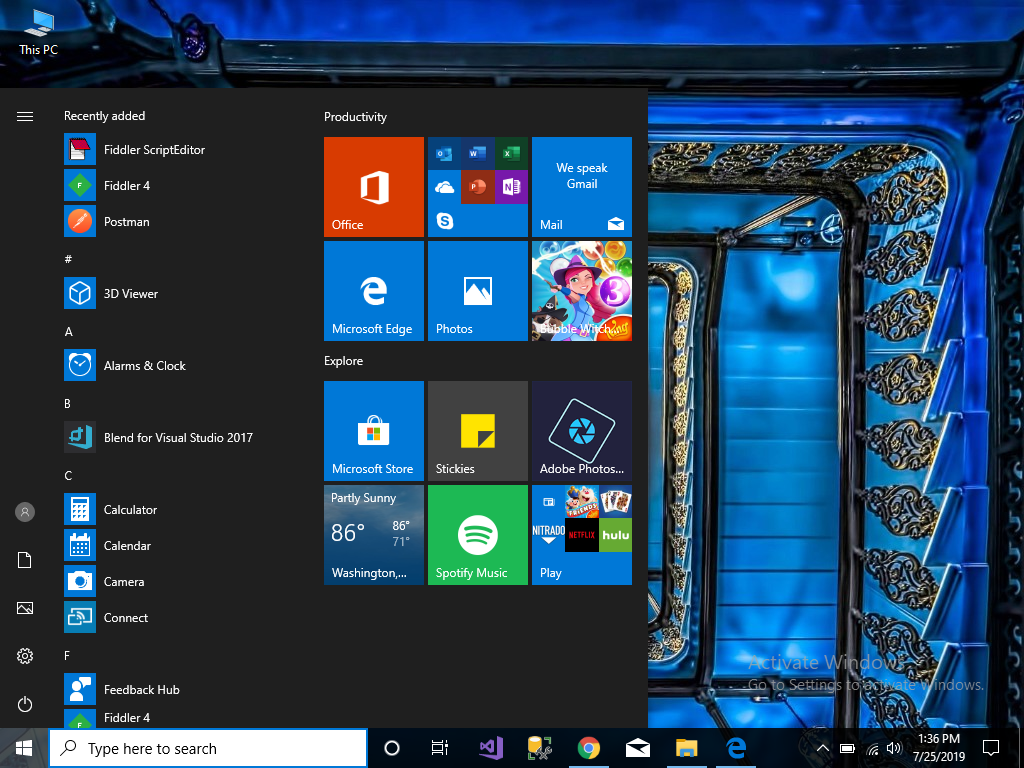 This PC
Recently added
Fiddler ScriptEditor
Fiddler 4
Postman
#
3D Viewer
A
Alarms & Clock
B
Blend for Visual Studio 2017
C
Calculator
Calendar
Camera
Connect
F
Feedback Hub
Fiddler 4
Productivity
Office
We speak
Gmail
Mail
Microsoft Edge
Photos
3
King
Bubble Witch...
Explore
Microsoft Store
Stickies
Adobe Photos...
Partly Sunny
86°
86°
71°
Washington,...
Spotify Music
FRIENDS
NITRADO
NETFLIX
hulu
Play
Activate Windows
Go to Settings to activate Windows.
Type here to search
1:36 PM
7/25/2019